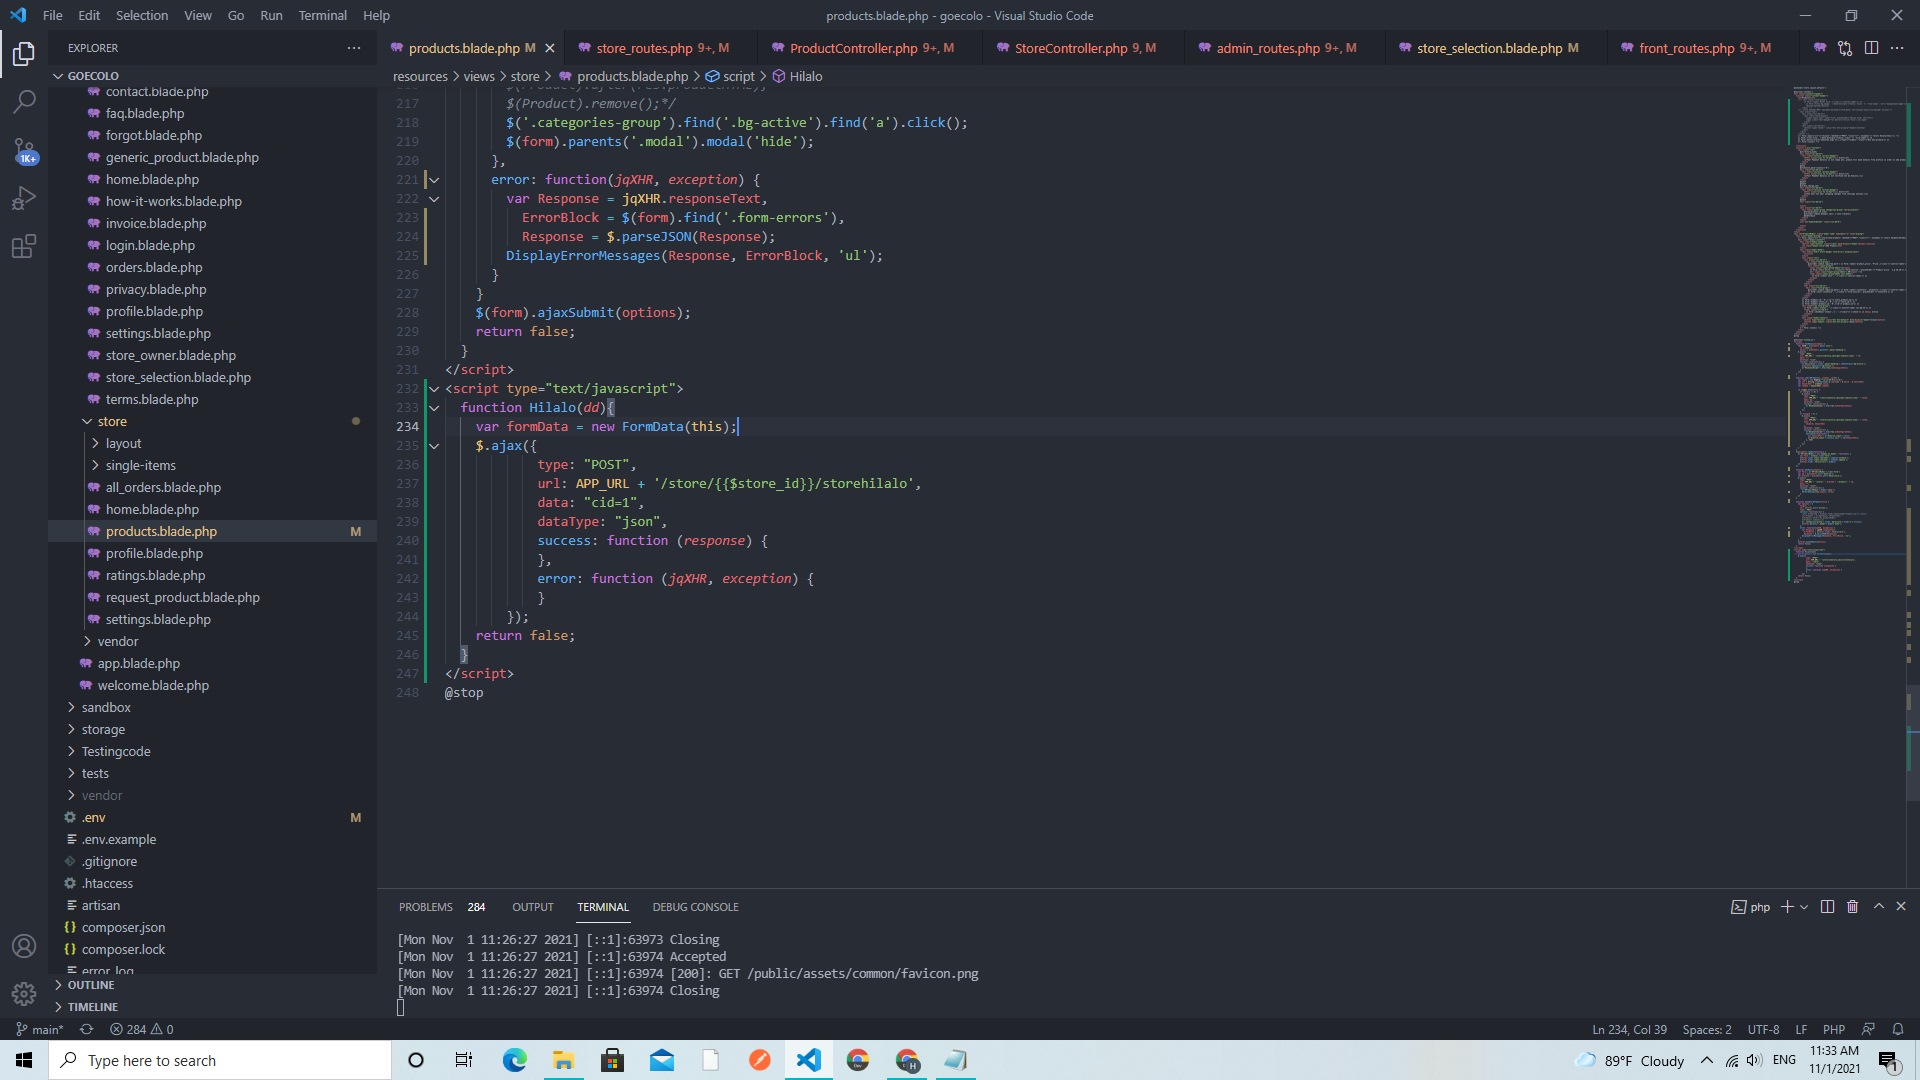 File Edit Selection View Go Run Terminal Help
products.blade.php - goecolo - Visual Studio Code
EXPLORER
products.blade.php M
store_routes.php 9+, M
ProductController.php 9+, M
StoreController.php 9, M
admin_routes.php 9+, M
store_selection.blade.php M
front_routes.php 9+, M
resources > views > store > products.blade.php > script > Hilalo
GOECOLO
contact.blade.php
faq.blade.php
forgot.blade.php
generic_product.blade.php
home.blade.php
how-it-works.blade.php
invoice.blade.php
login.blade.php
orders.blade.php
privacy.blade.php
profile.blade.php
settings.blade.php
store_owner.blade.php
store_selection.blade.php
terms.blade.php
store
layout
single-items
all_orders.blade.php
home.blade.php
products.blade.php M
profile.blade.php
ratings.blade.php
request_product.blade.php
settings.blade.php
vendor
app.blade.php
welcome.blade.php
sandbox
storage
Testingcode
tests
vendor
.env M
.env.example
.gitignore
.htaccess
artisan
composer.json
composer.lock
error_log
OUTLINE
TIMELINE
1K+
217 $(Product).remove();*/
218 $('.categories-group').find('.bg-active').find('a').click();
219 $(form).parents('.modal').modal('hide');
220 },
221 error: function(jqXHR, exception) {
222 var Response = jqXHR.responseText,
223 ErrorBlock = $(form).find('.form-errors'),
224 Response = $.parseJSON(Response);
225 DisplayErrorMessages(Response, ErrorBlock, 'ul');
226 }
227 }
228 $(form).ajaxSubmit(options);
229 return false;
230 }
231 </script>
232 <script type="text/javascript">
233 function Hilalo(dd){
234 var formData = new FormData(this);
235 $.ajax({
236 type: "POST",
237 url: APP_URL + '/store/{{$store_id}}/storehilalo',
238 data: "cid=1",
239 dataType: "json",
240 success: function (response) {
241 },
242 error: function (jqXHR, exception) {
243 }
244 });
245 return false;
246 }
247 </script>
248 @stop
PROBLEMS 284 OUTPUT TERMINAL DEBUG CONSOLE
php
[Mon Nov  1 11:26:27 2021] [::1]:63973 Closing
[Mon Nov  1 11:26:27 2021] [::1]:63974 Accepted
[Mon Nov  1 11:26:27 2021] [::1]:63974 [200]: GET /public/assets/common/favicon.png
[Mon Nov  1 11:26:27 2021] [::1]:63974 Closing
main* 284 0
Ln 234, Col 39 Spaces: 2 UTF-8 LF PHP
Type here to search
89°F Cloudy
ENG
11:33 AM
11/1/2021
1